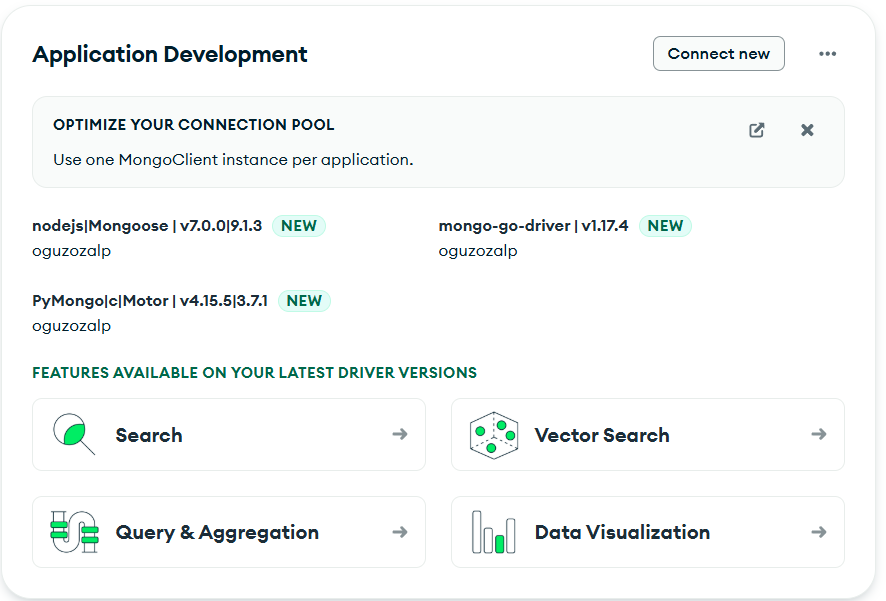 Application Development
Connect new
OPTIMIZE YOUR CONNECTION POOL
Use one MongoClient instance per application.
nodejs|Mongoose | v7.0.0|9.1.3 NEW
oguzozalp
mongo-go-driver | v1.17.4 NEW
oguzozalp
PyMongo|c|Motor | v4.15.5|3.7.1 NEW
oguzozalp
FEATURES AVAILABLE ON YOUR LATEST DRIVER VERSIONS
Search
Vector Search
Query & Aggregation
Data Visualization